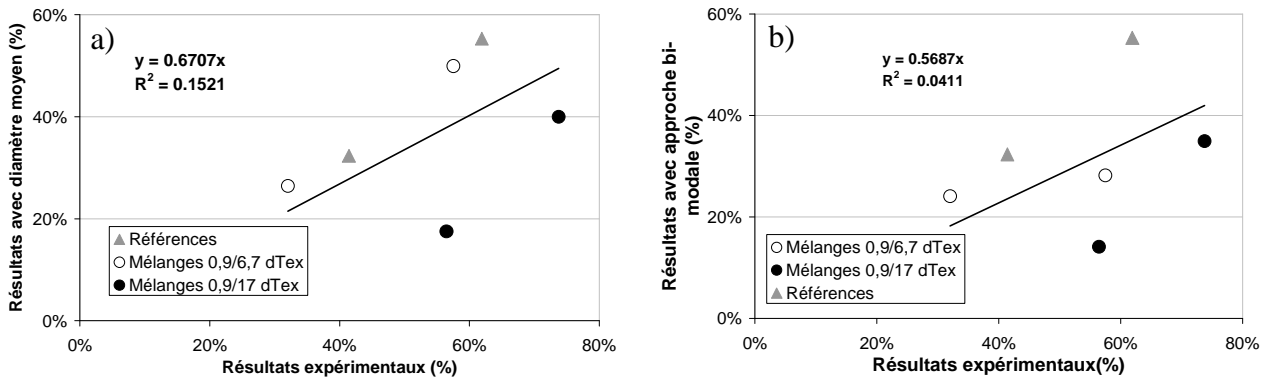 a)
y = 0.6707x
R² = 0.1521
Résultats avec diamètre moyen (%)
60%
40%
20%
0%
Références
Mélanges 0,9/6,7 dTex
Mélanges 0,9/17 dTex
0%
20%
40%
60%
80%
Résultats expérimentaux (%)
b)
y = 0.5687x
R² = 0.0411
Résultats avec approche bi-
modale (%)
60%
40%
20%
0%
Mélanges 0,9/6,7 dTex
Mélanges 0,9/17 dTex
Références
0%
20%
40%
60%
80%
Résultats expérimentaux(%)